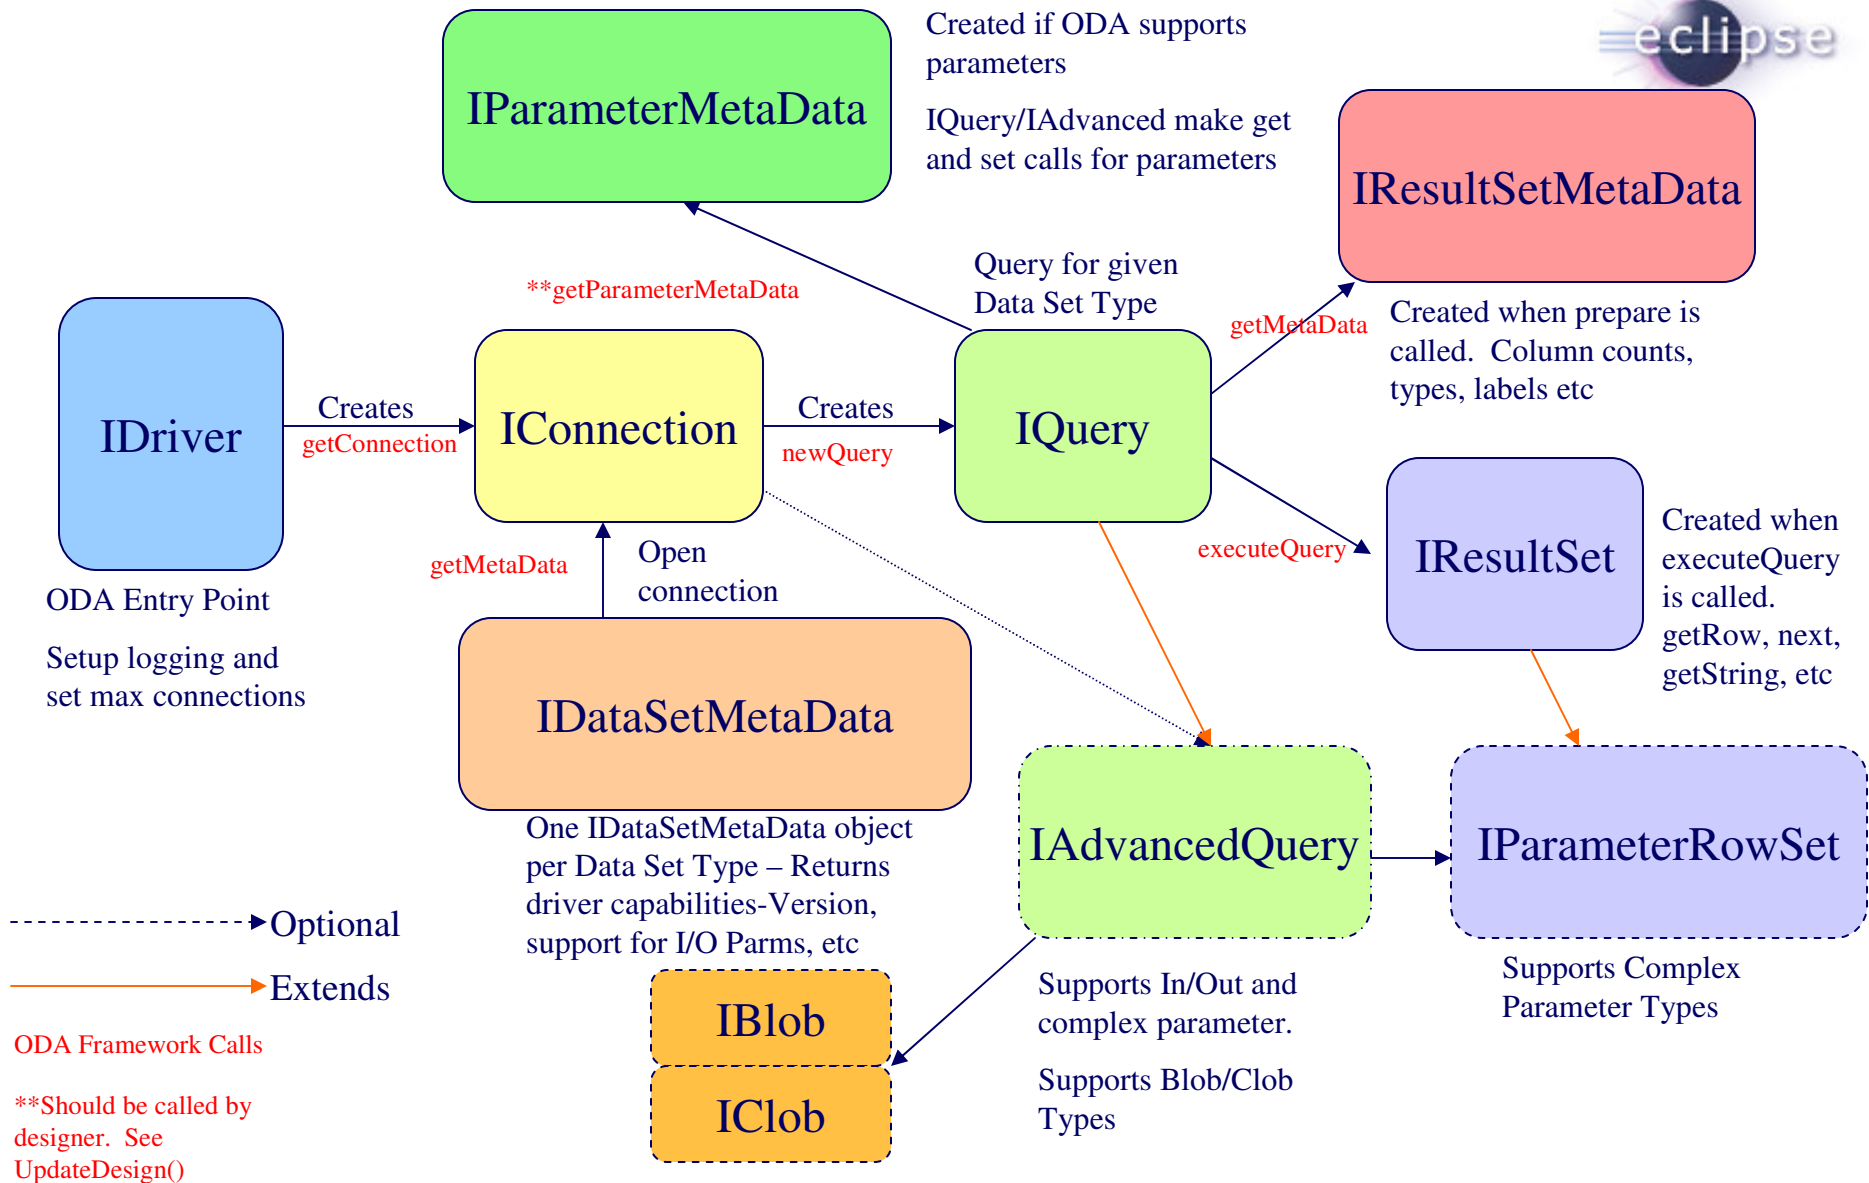 eclipse
Created if ODA supports
parameters
IQuery/IAdvanced make get
and set calls for parameters
IParameterMetaData
IResultSetMetaData
Query for given
Data Set Type
**getParameterMetaData
getMetaData
Created when prepare is
called.  Column counts,
types, labels etc
IDriver
Creates
getConnection
IConnection
Creates
newQuery
IQuery
executeQuery
IResultSet
Created when
executeQuery
is called.
getRow, next,
getString, etc
getMetaData
Open
connection
ODA Entry Point
Setup logging and
set max connections
IDataSetMetaData
One IDataSetMetaData object
per Data Set Type – Returns
driver capabilities-Version,
support for I/O Parms, etc
IAdvancedQuery
IParameterRowSet
Supports In/Out and
complex parameter.
Supports Blob/Clob
Types
Supports Complex
Parameter Types
IBlob
IClob
Optional
Extends
ODA Framework Calls
**Should be called by
designer.  See
UpdateDesign()